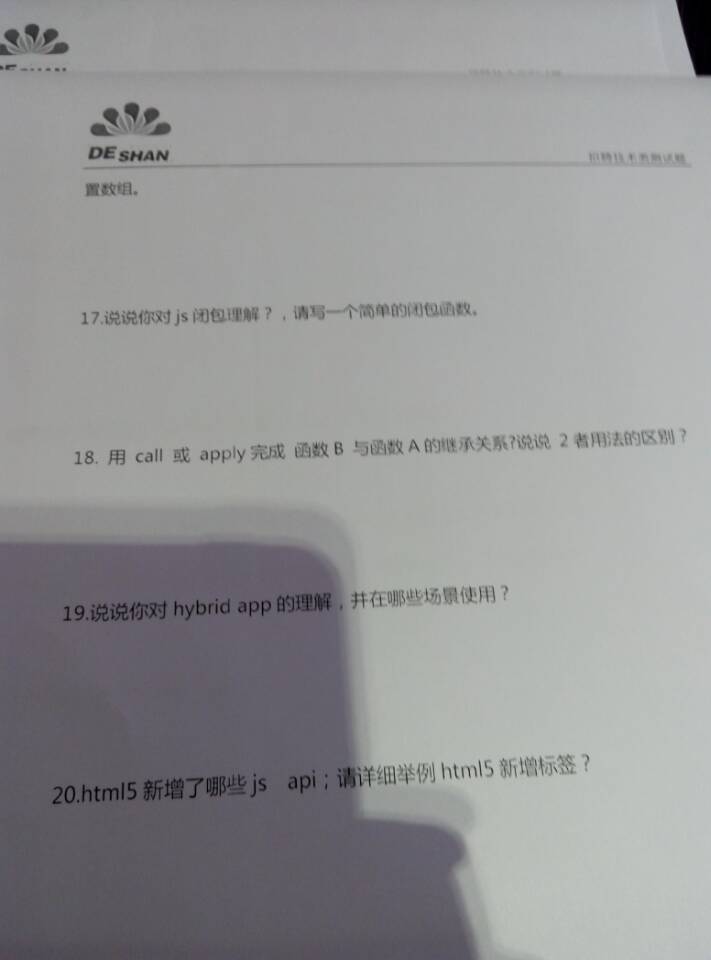 DE SHAN
招聘技术类测试题
置数组。
17.说说你对 js 闭包理解？，请写一个简单的闭包函数。
18. 用 call 或 apply 完成 函数 B 与函数 A 的继承关系?说说 2 者用法的区别？
19.说说你对 hybrid app 的理解，并在哪些场景使用？
20.html5 新增了哪些 js api；请详细举例 html5 新增标签？